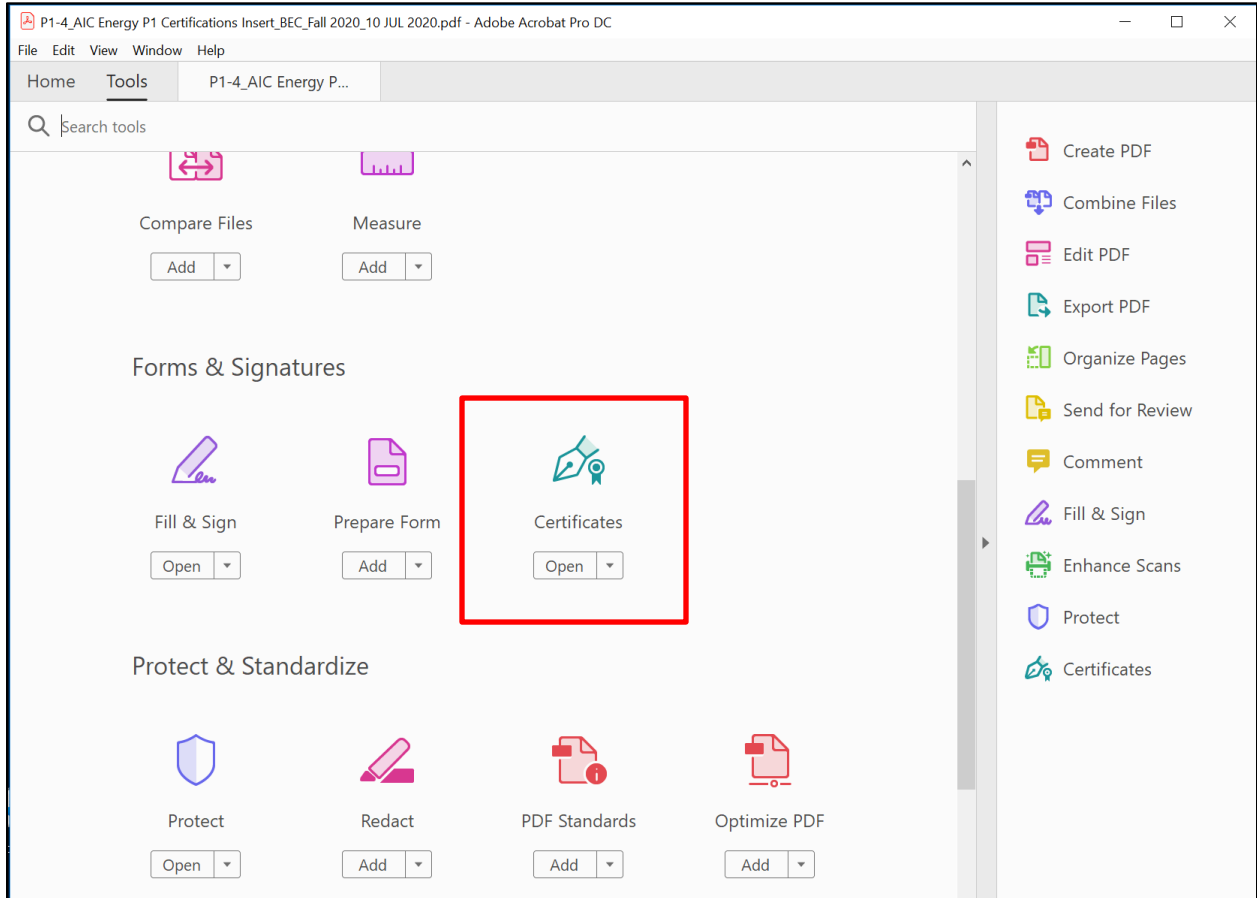 P1-4_AIC Energy P1 Certifications Insert_BEC_Fall 2020_10 JUL 2020.pdf - Adobe Acrobat Pro DC
File Edit View Window Help
Home Tools P1-4_AIC Energy P...
Search tools
Compare Files Measure
Add Add
Forms & Signatures
Fill & Sign Prepare Form Certificates
Open Add Open
Protect & Standardize
Protect Redact PDF Standards Optimize PDF
Open Add Add Add
Create PDF
Combine Files
Edit PDF
Export PDF
Organize Pages
Send for Review
Comment
Fill & Sign
Enhance Scans
Protect
Certificates